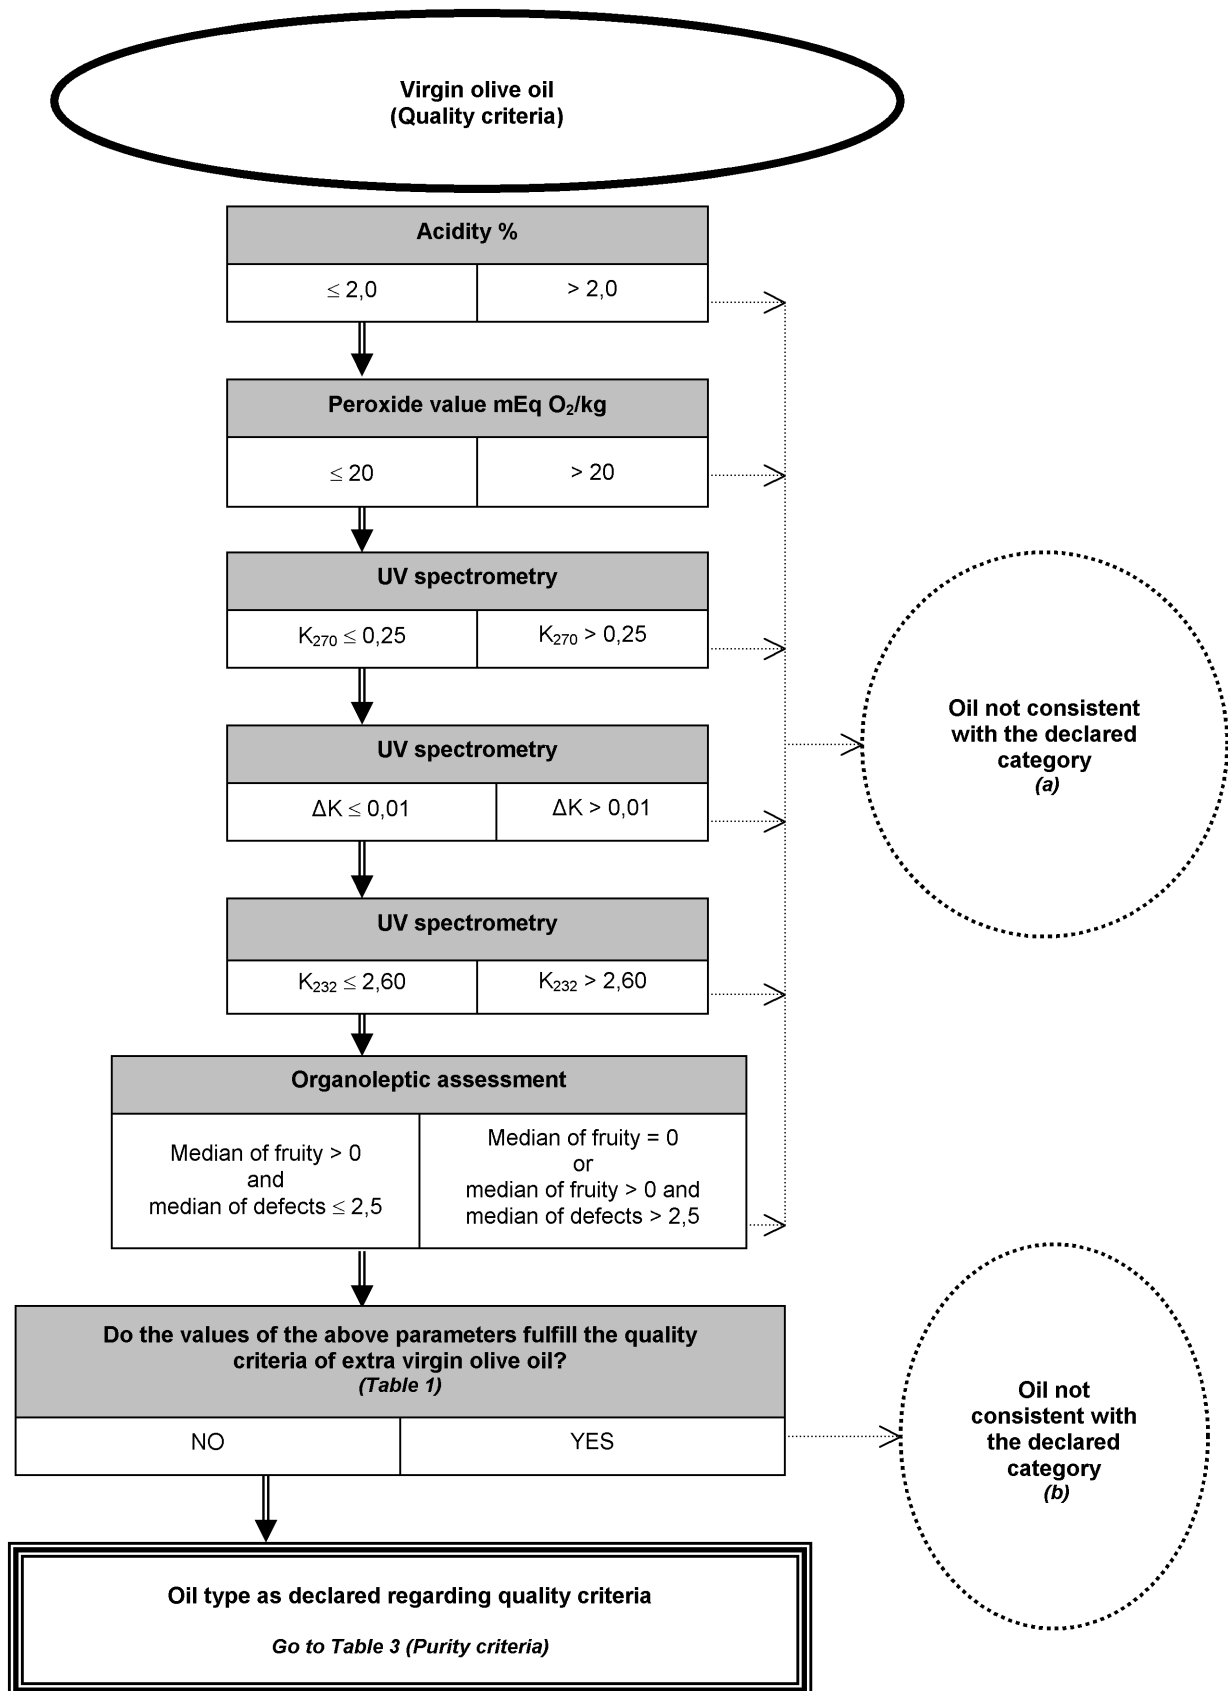 Virgin olive oil
(Quality criteria)
Acidity %
≤ 2,0
> 2,0
Peroxide value mEq O₂/kg
≤ 20
> 20
UV spectrometry
K₂₇₀ ≤ 0,25
K₂₇₀ > 0,25
UV spectrometry
ΔK ≤ 0,01
ΔK > 0,01
UV spectrometry
K₂₃₂ ≤ 2,60
K₂₃₂ > 2,60
Oil not consistent
with the declared
category
(a)
Organoleptic assessment
Median of fruity > 0
and
median of defects ≤ 2,5
Median of fruity = 0
or
median of fruity > 0 and
median of defects > 2,5
Do the values of the above parameters fulfill the quality
criteria of extra virgin olive oil?
(Table 1)
NO
YES
Oil not
consistent with
the declared
category
(b)
Oil type as declared regarding quality criteria
Go to Table 3 (Purity criteria)